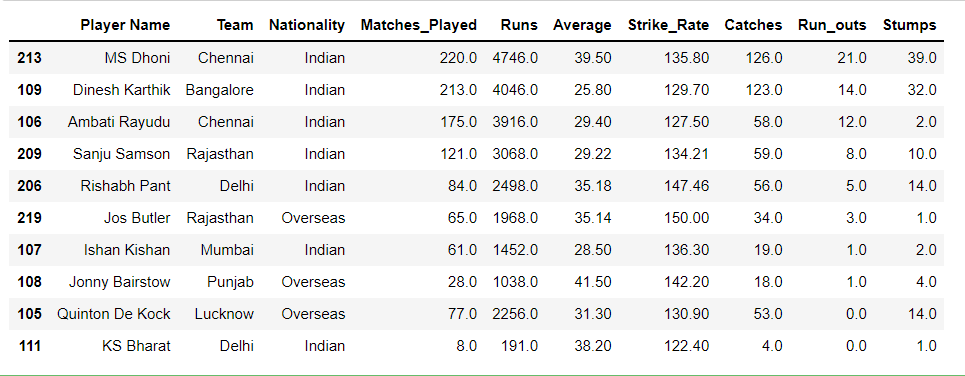 Player Name Team Nationality Matches_Played Runs Average Strike_Rate Catches Run_outs Stumps
213 MS Dhoni Chennai Indian 220.0 4746.0 39.50 135.80 126.0 21.0 39.0
109 Dinesh Karthik Bangalore Indian 213.0 4046.0 25.80 129.70 123.0 14.0 32.0
106 Ambati Rayudu Chennai Indian 175.0 3916.0 29.40 127.50 58.0 12.0 2.0
209 Sanju Samson Rajasthan Indian 121.0 3068.0 29.22 134.21 59.0 8.0 10.0
206 Rishabh Pant Delhi Indian 84.0 2498.0 35.18 147.46 56.0 5.0 14.0
219 Jos Butler Rajasthan Overseas 65.0 1968.0 35.14 150.00 34.0 3.0 1.0
107 Ishan Kishan Mumbai Indian 61.0 1452.0 28.50 136.30 19.0 1.0 2.0
108 Jonny Bairstow Punjab Overseas 28.0 1038.0 41.50 142.20 18.0 1.0 4.0
105 Quinton De Kock Lucknow Overseas 77.0 2256.0 31.30 130.90 53.0 0.0 14.0
111 KS Bharat Delhi Indian 8.0 191.0 38.20 122.40 4.0 0.0 1.0